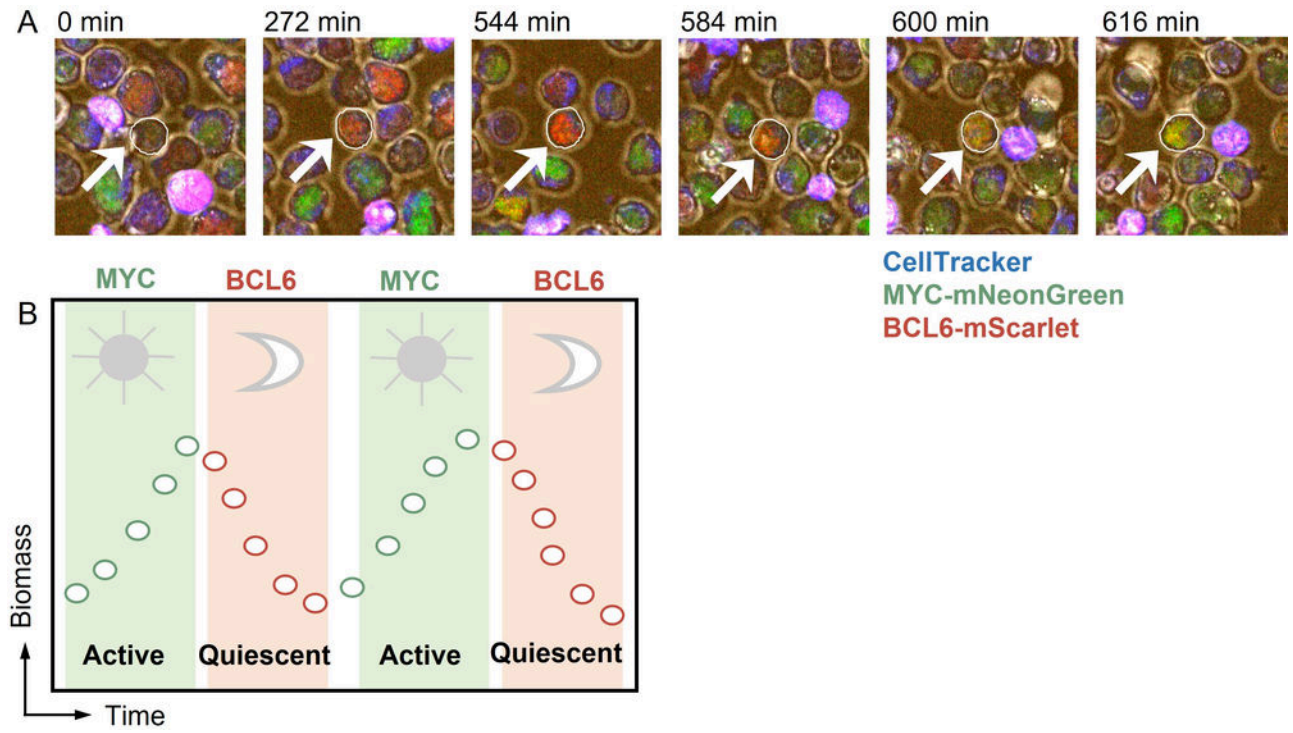 A
0 min 272 min 544 min 584 min 600 min 616 min
CellTracker
MYC-mNeonGreen
BCL6-mScarlet
B
MYC BCL6 MYC BCL6
Biomass
Active Quiescent Active Quiescent
Time